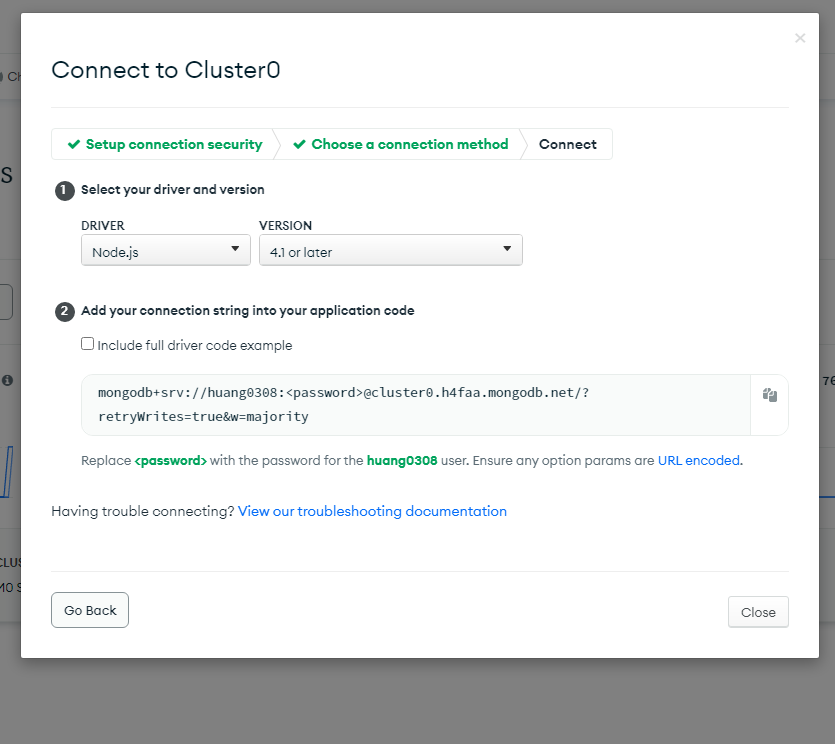 ×
Connect to Cluster0
Setup connection security
Choose a connection method
Connect
1 Select your driver and version
DRIVER VERSION
Node.js 4.1 or later
2 Add your connection string into your application code
Include full driver code example
mongodb+srv://huang0308:<password>@cluster0.h4faa.mongodb.net/?
retryWrites=true&w=majority
Replace <password> with the password for the huang0308 user. Ensure any option params are URL encoded.
Having trouble connecting? View our troubleshooting documentation
Go Back Close